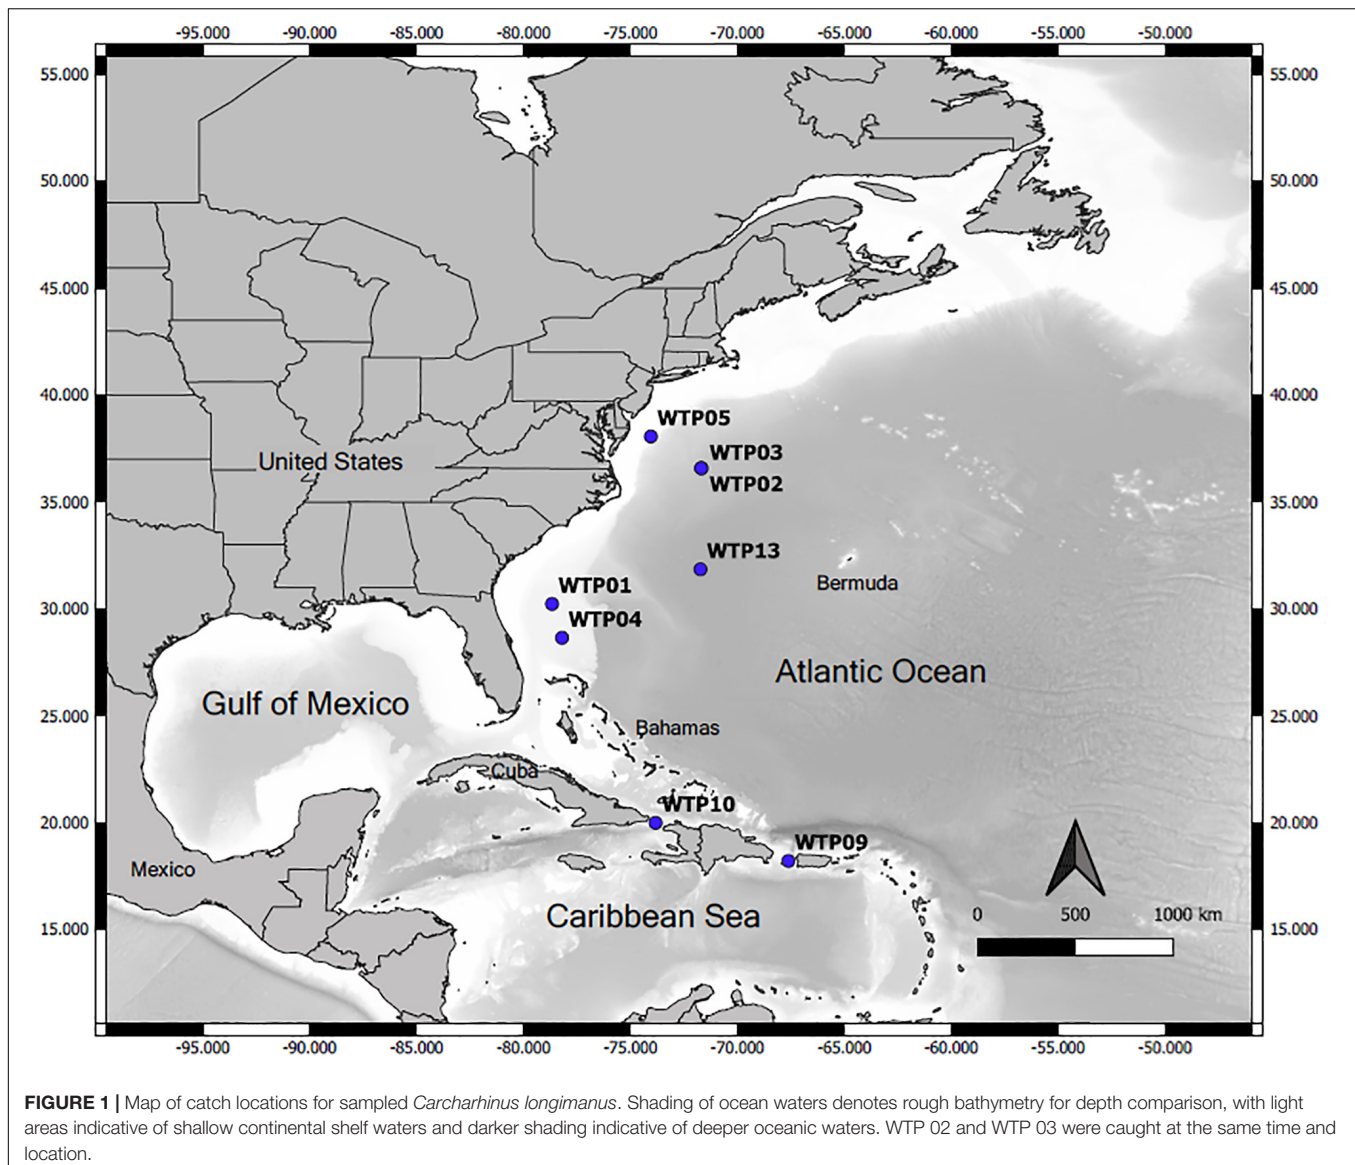 -95.000 -90.000 -85.000 -80.000 -75.000 -70.000 -65.000 -60.000 -55.000 -50.000
55.000 55.000
50.000 50.000
45.000 45.000
40.000 40.000
WTP05
WTP03
United States
WTP02
35.000 35.000
WTP13
WTP01
Bermuda
30.000 30.000
WTP04
Atlantic Ocean
Gulf of Mexico
25.000 25.000
Bahamas
Cuba
WTP10
20.000 20.000
WTP09
Mexico
Caribbean Sea
0 500 1000 km
15.000 15.000
-95.000 -90.000 -85.000 -80.000 -75.000 -70.000 -65.000 -60.000 -55.000 -50.000
FIGURE 1 | Map of catch locations for sampled Carcharhinus longimanus. Shading of ocean waters denotes rough bathymetry for depth comparison, with light
areas indicative of shallow continental shelf waters and darker shading indicative of deeper oceanic waters. WTP 02 and WTP 03 were caught at the same time and
location.